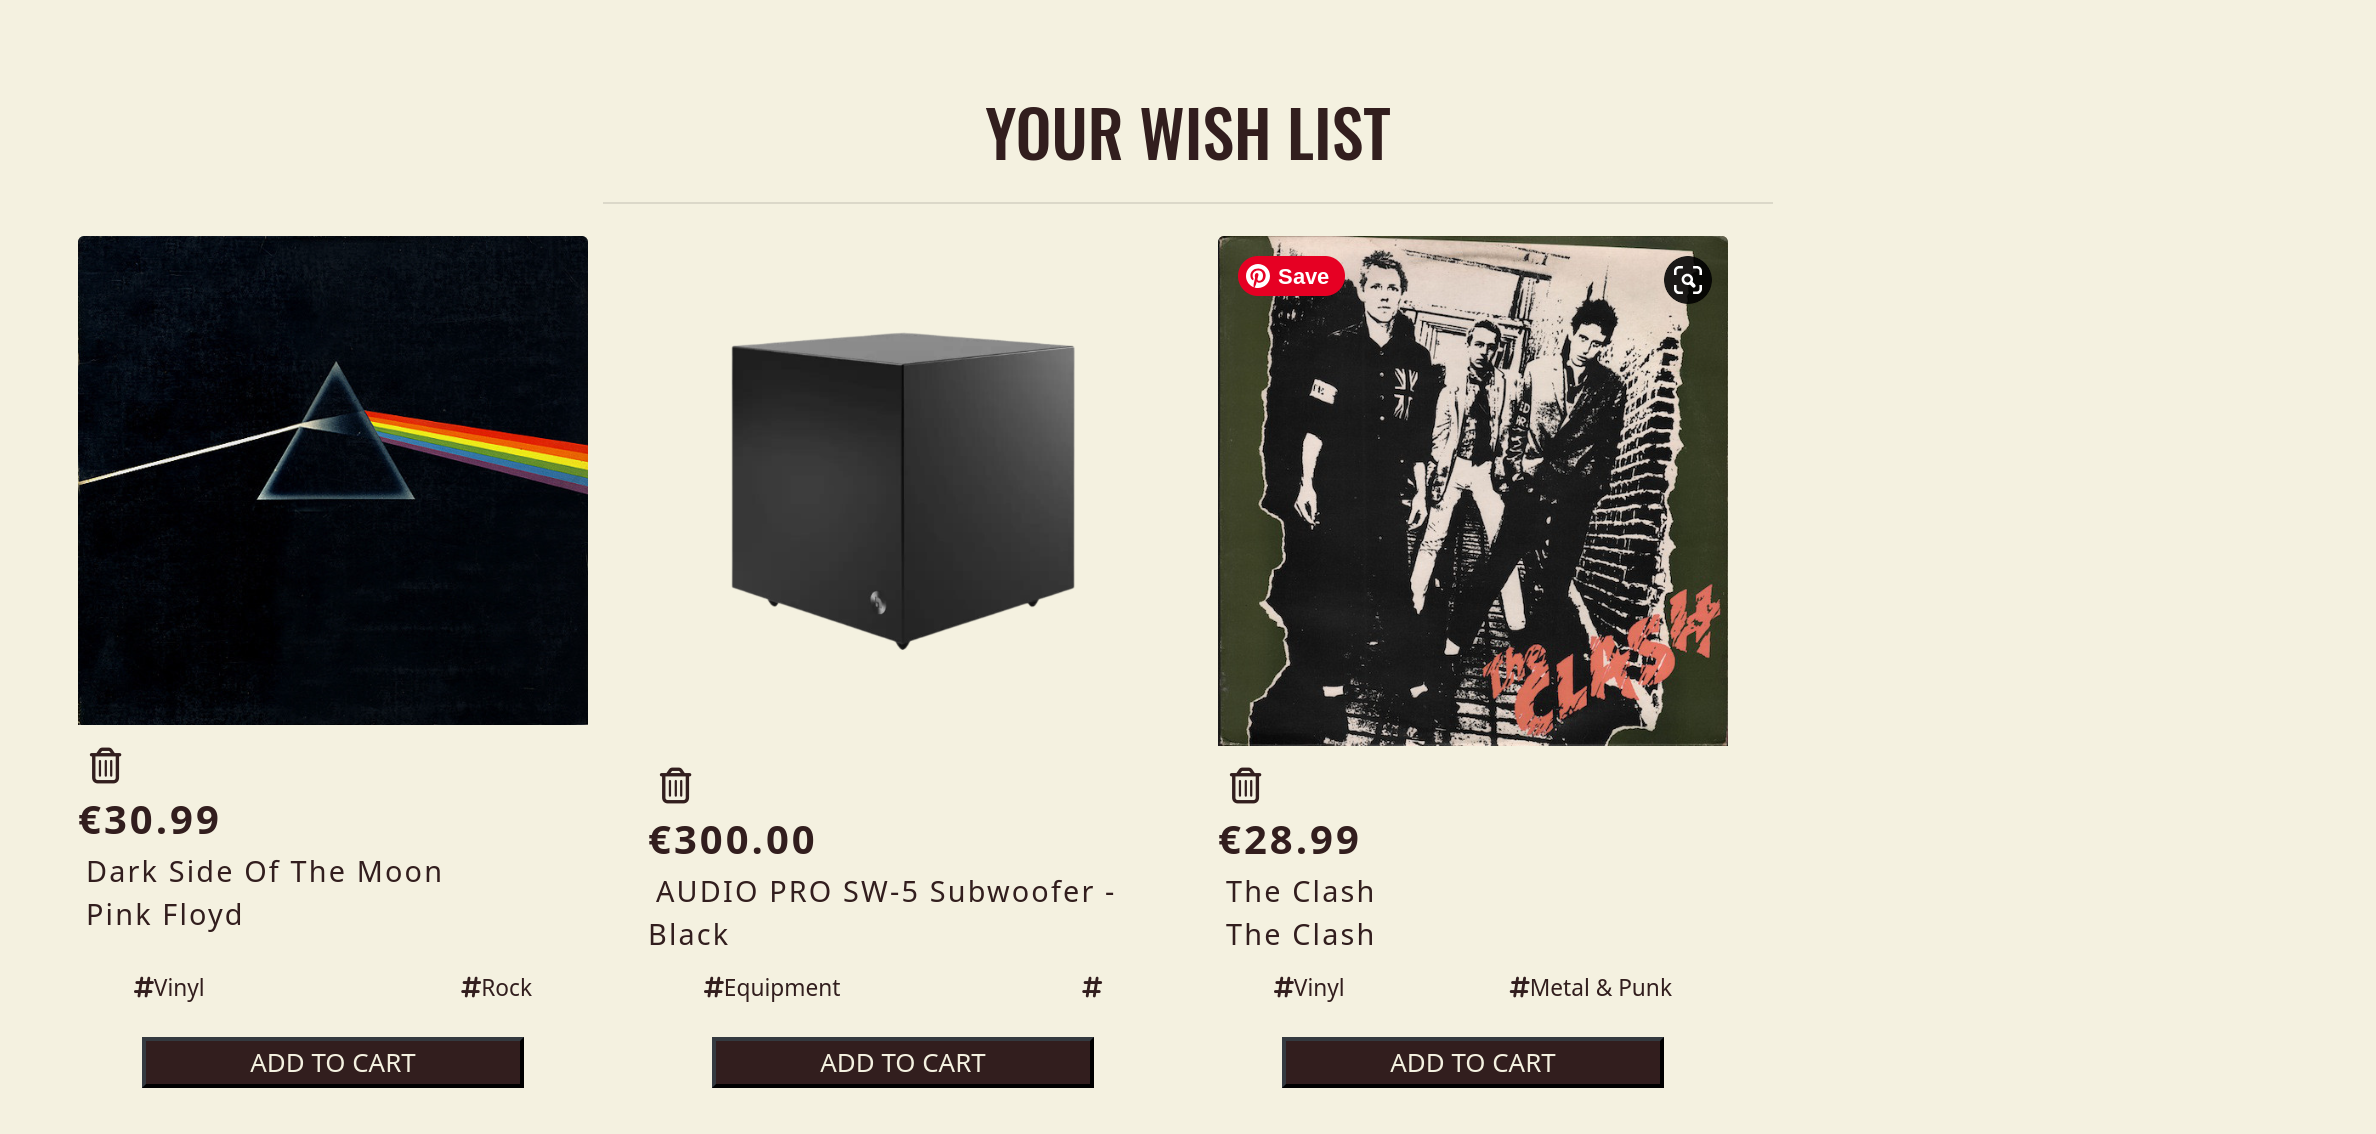 YOUR WISH LIST
Save
The CLASH
€30.99
Dark Side Of The Moon
Pink Floyd
#Vinyl
#Rock
ADD TO CART
€300.00
AUDIO PRO SW-5 Subwoofer -
Black
#Equipment
#
ADD TO CART
€28.99
The Clash
The Clash
#Vinyl
#Metal & Punk
ADD TO CART